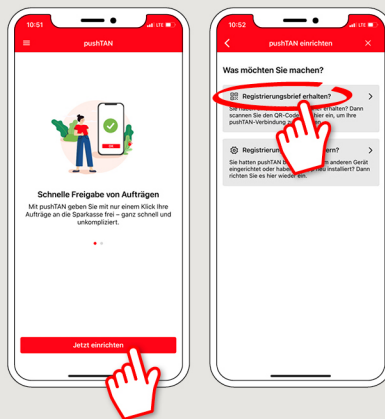 10:51
LTE
pushTAN
Schnelle Freigabe von Aufträgen
Mit pushTAN geben Sie mit nur einem Klick Ihre
Aufträge an die Sparkasse frei – ganz schnell und
unkompliziert.
Jetzt einrichten
10:52
LTE
pushTAN einrichten
Was möchten Sie machen?
Registrierungsbrief erhalten?
erhalten? Dann
scannen Sie den QR-Code hier ein, um Ihre
pushTAN-Verbindung
Sie hatten pushTAN anderen Gerät
eingerichtet oder neu installiert? Dann
richten Sie es hier wieder ein.